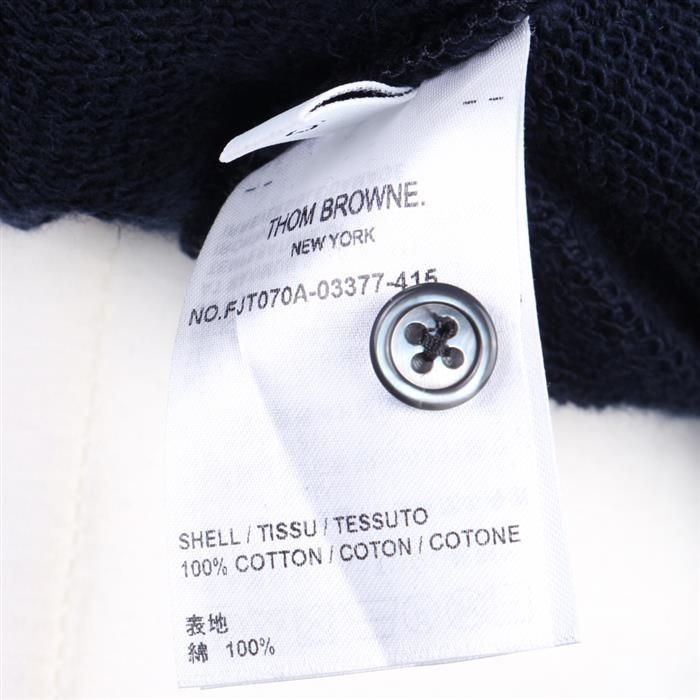 THOM BROWNE.
NEW YORK
NO.FJT070A-03377-415
SHELL / TISSU / TESSUTO
100% COTTON / COTON / COTONE
表地
綿 100%